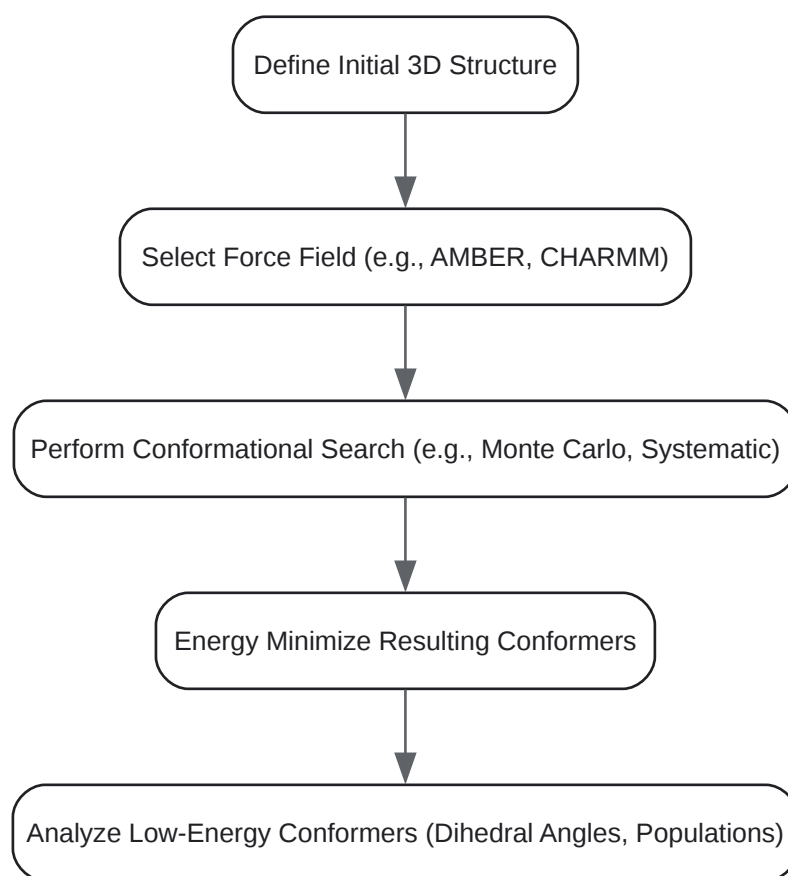 Define Initial 3D Structure
Select Force Field (e.g., AMBER, CHARMM)
Perform Conformational Search (e.g., Monte Carlo, Systematic)
Energy Minimize Resulting Conformers
Analyze Low-Energy Conformers (Dihedral Angles, Populations)